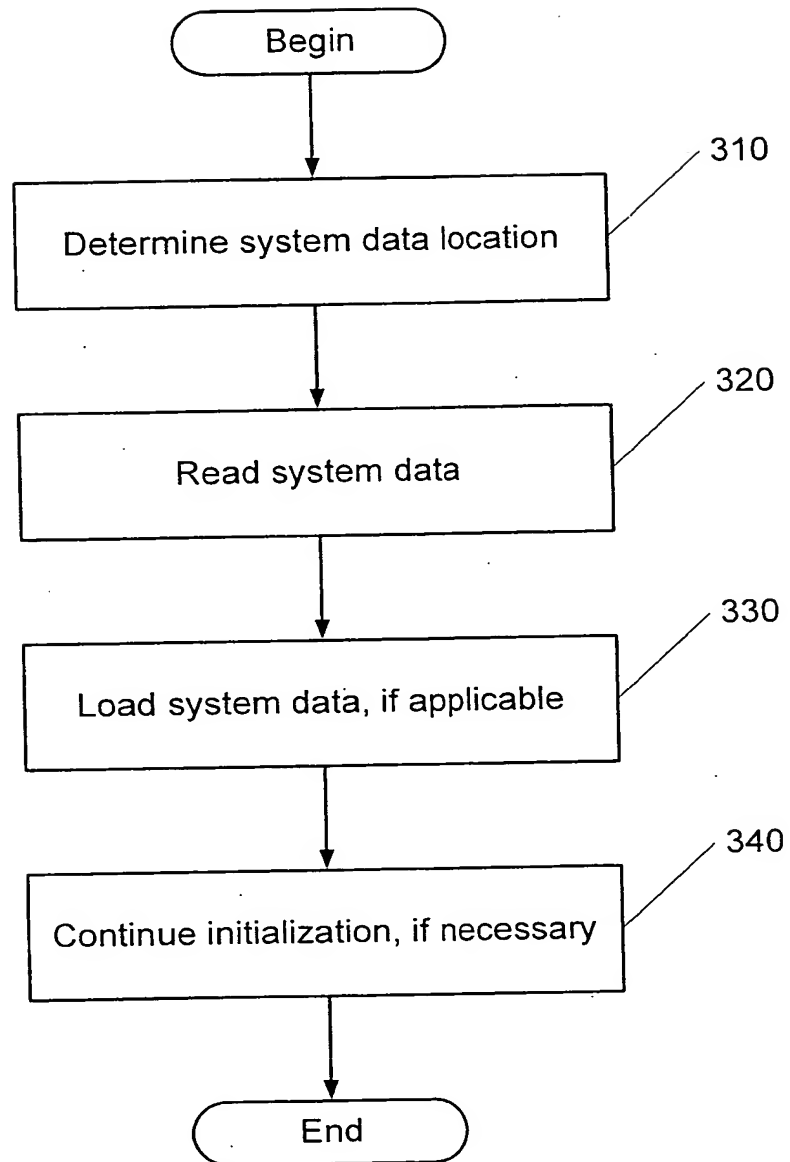 Begin
310
Determine system data location
320
Read system data
330
Load system data, if applicable
340
Continue initialization, if necessary
End